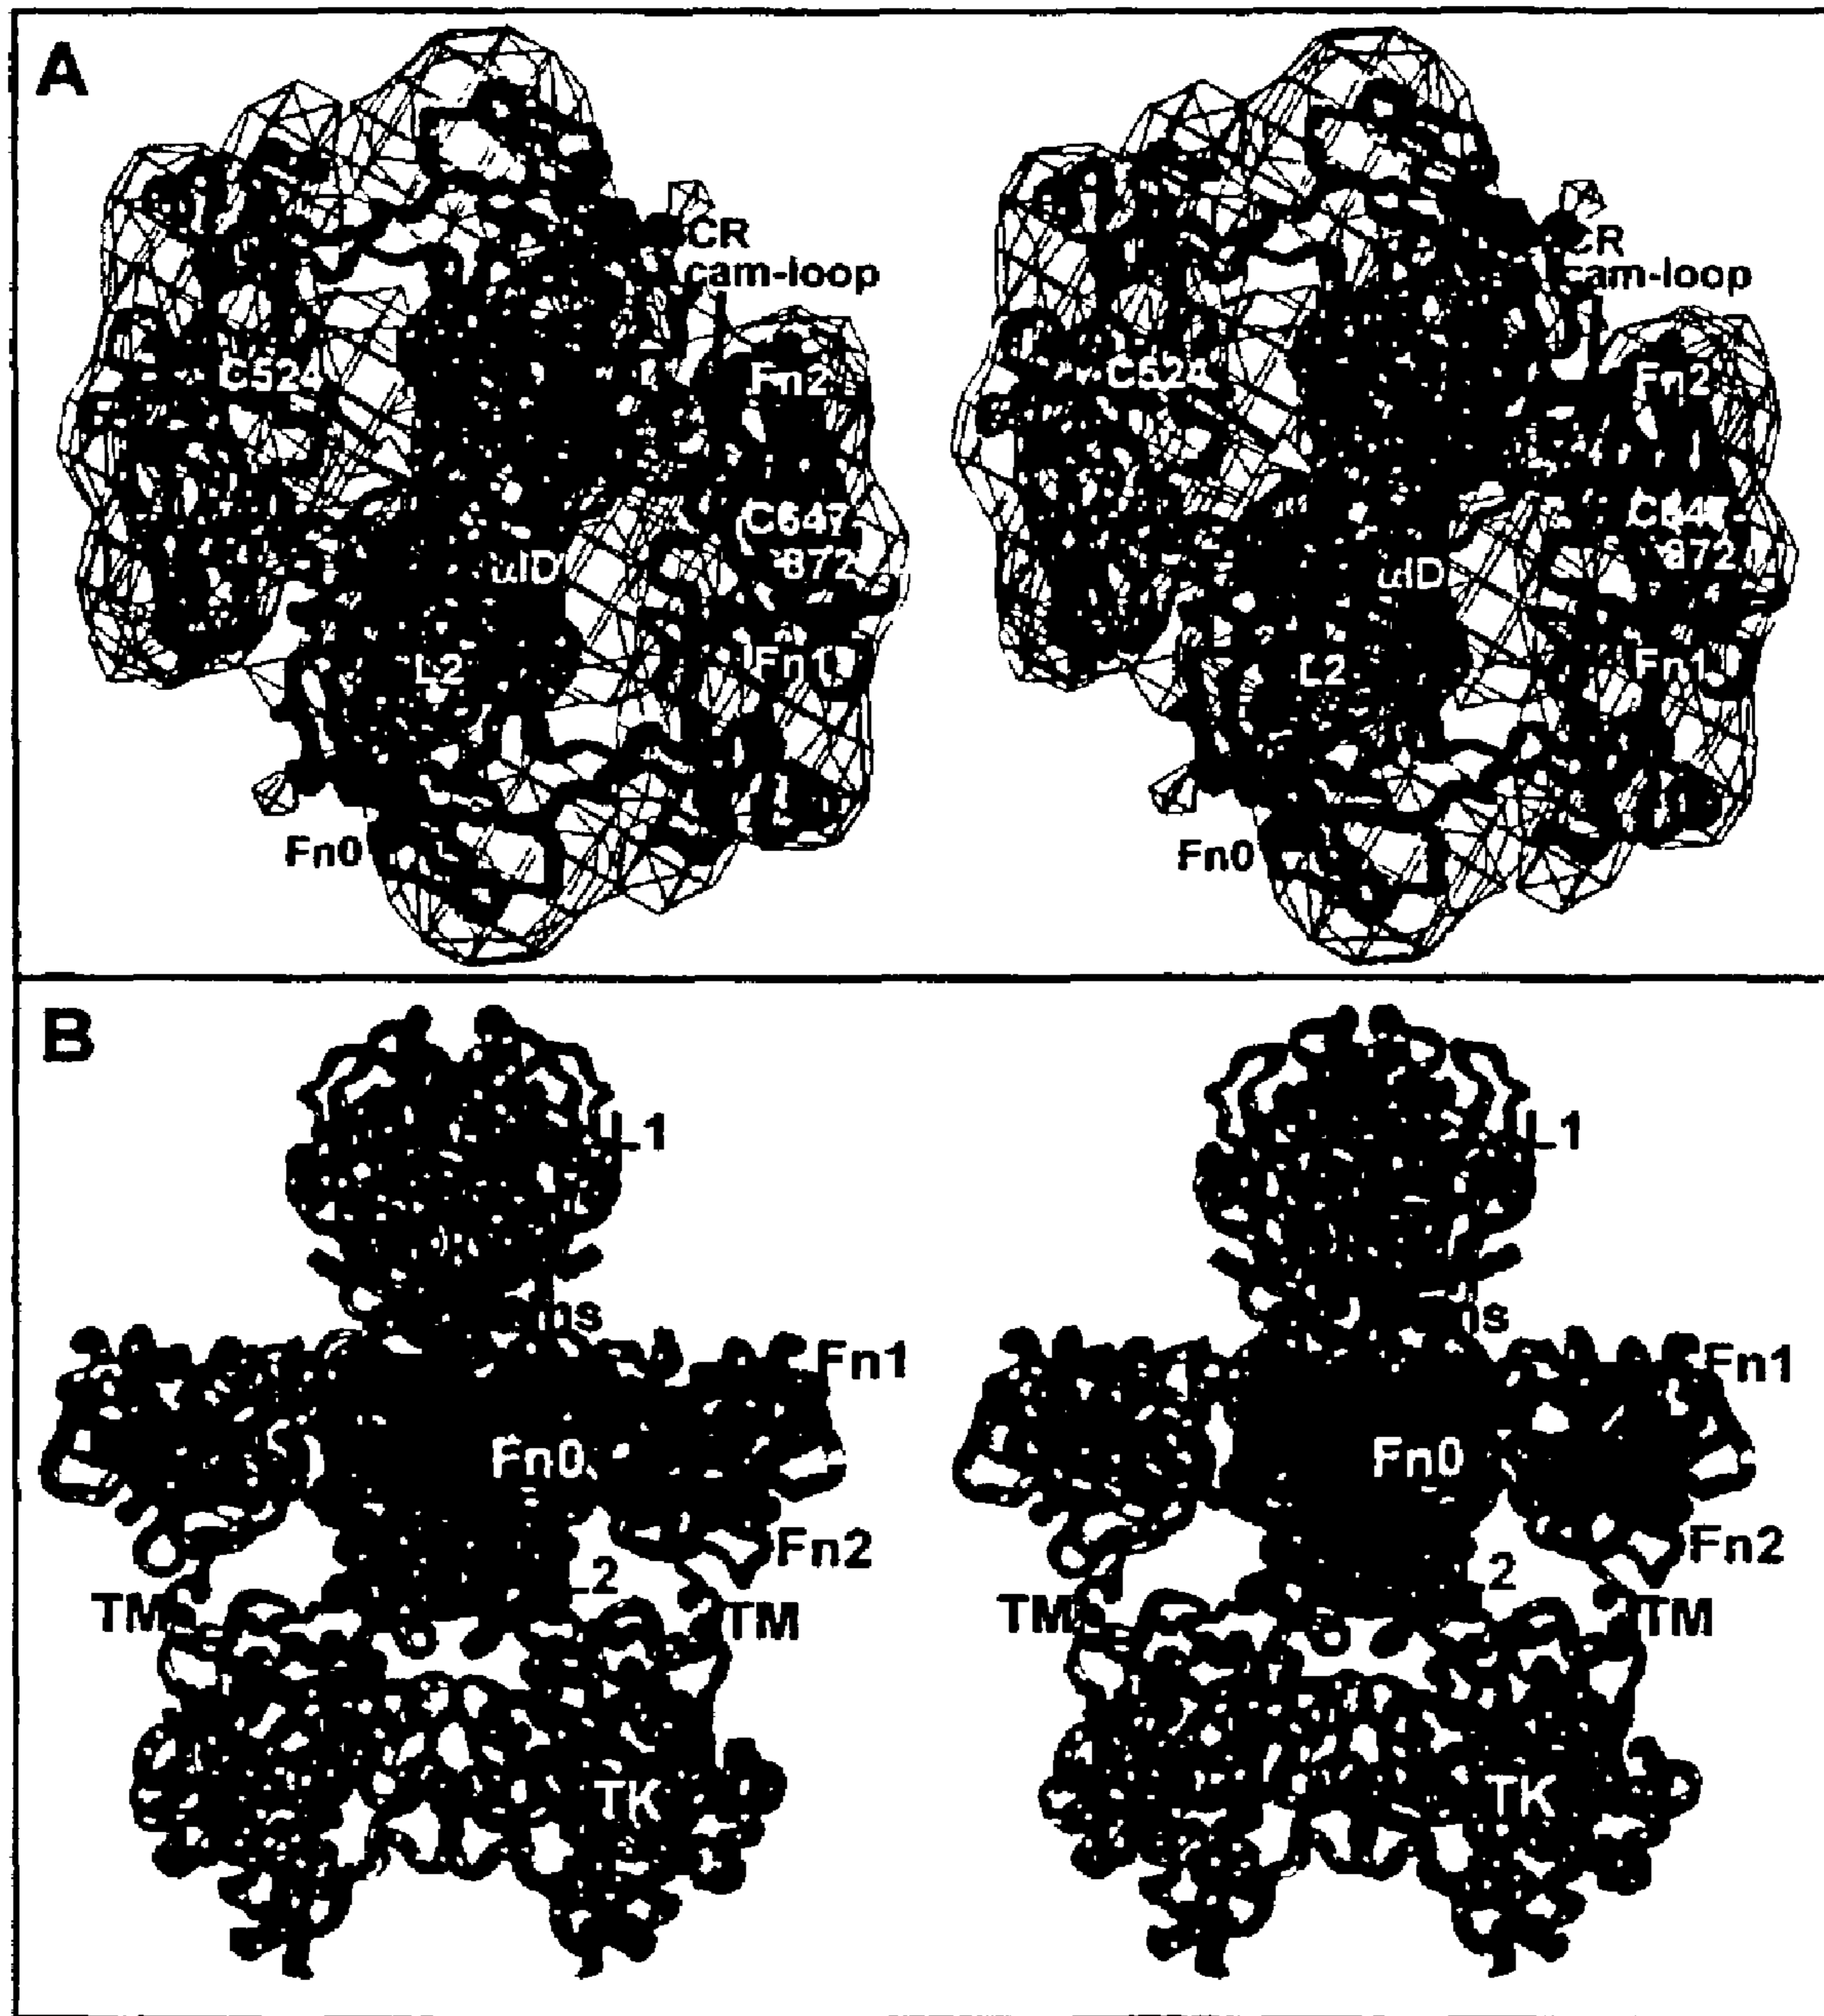 A
CR
cam-loop
C524
Fn2
C647-
872
αID
L2
Fn1
Fn0
CR
cam-loop
C524
Fn2
C647-
872
αID
L2
Fn1
Fn0
B
L1
Fn1
Fn0
Fn2
L2
TM
TM
TK
L1
Fn1
Fn0
Fn2
TM
TM
TK